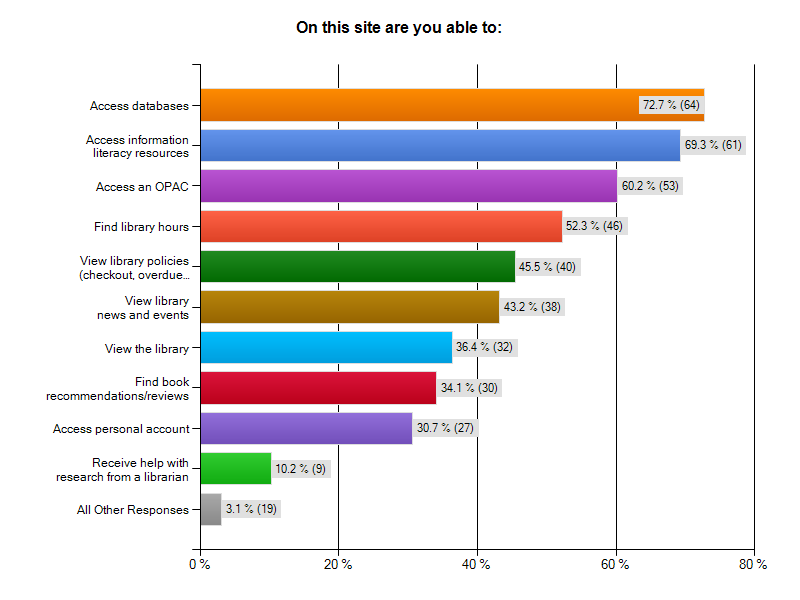 On this site are you able to:
Access databases
72.7 % (64)
Access information
literacy resources
69.3 % (61)
Access an OPAC
60.2 % (53)
Find library hours
52.3 % (46)
View library policies
(checkout, overdue...
45.5 % (40)
View library
news and events
43.2 % (38)
View the library
36.4 % (32)
Find book
recommendations/reviews
34.1 % (30)
Access personal account
30.7 % (27)
Receive help with
research from a librarian
10.2 % (9)
All Other Responses
3.1 % (19)
0 % 20 % 40 % 60 % 80 %